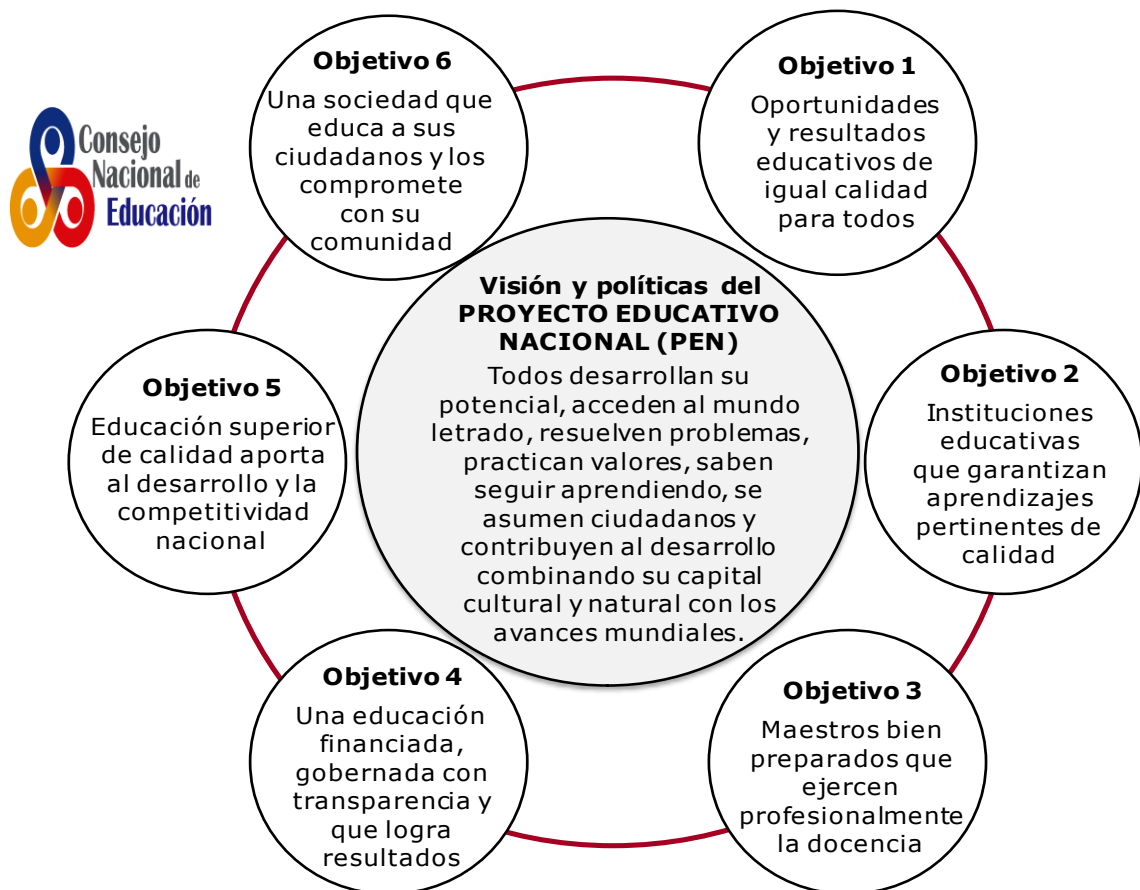 Consejo
Nacional de
Educación
Objetivo 6
Una sociedad que
educa a sus
ciudadanos y los
compromete
con su
comunidad
Objetivo 1
Oportunidades
y resultados
educativos de
igual calidad
para todos
Visión y políticas del
PROYECTO EDUCATIVO
NACIONAL (PEN)
Todos desarrollan su
potencial, acceden al mundo
letrado, resuelven problemas,
practican valores, saben
seguir aprendiendo, se
asumen ciudadanos y
contribuyen al desarrollo
combinando su capital
cultural y natural con los
avances mundiales.
Objetivo 5
Educación superior
de calidad aporta
al desarrollo y la
competitividad
nacional
Objetivo 2
Instituciones
educativas
que garantizan
aprendizajes
pertinentes de
calidad
Objetivo 4
Una educación
financiada,
gobernada con
transparencia y
que logra
resultados
Objetivo 3
Maestros bien
preparados que
ejercen
profesionalmente
la docencia